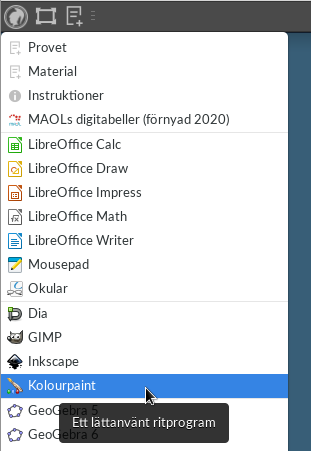 Provet
Material
Instruktioner
MAOLs digitabeller (förnyad 2020)
LibreOffice Calc
LibreOffice Draw
LibreOffice Impress
LibreOffice Math
LibreOffice Writer
Mousepad
Okular
Dia
GIMP
Inkscape
Kolourpaint
GeoGebra 5
Ett lättanvänt ritprogram
GeoGebra 6